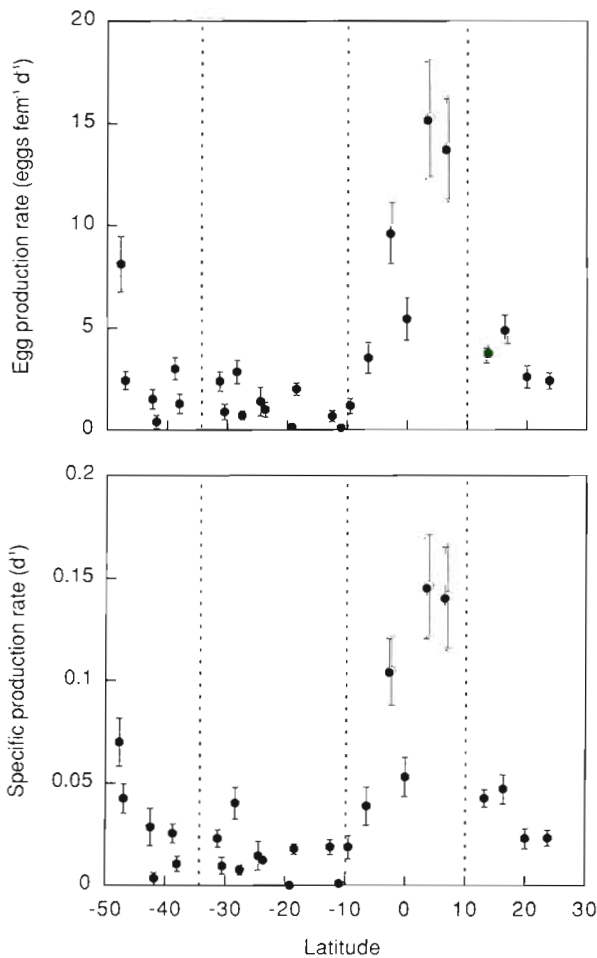 20
15
10
5
0
Egg production rate (eggs fem⁻¹ d⁻¹)
0.2
0.15
0.1
0.05
0
Specific production rate (d⁻¹)
-50 -40 -30 -20 -10 0 10 20 30
Latitude